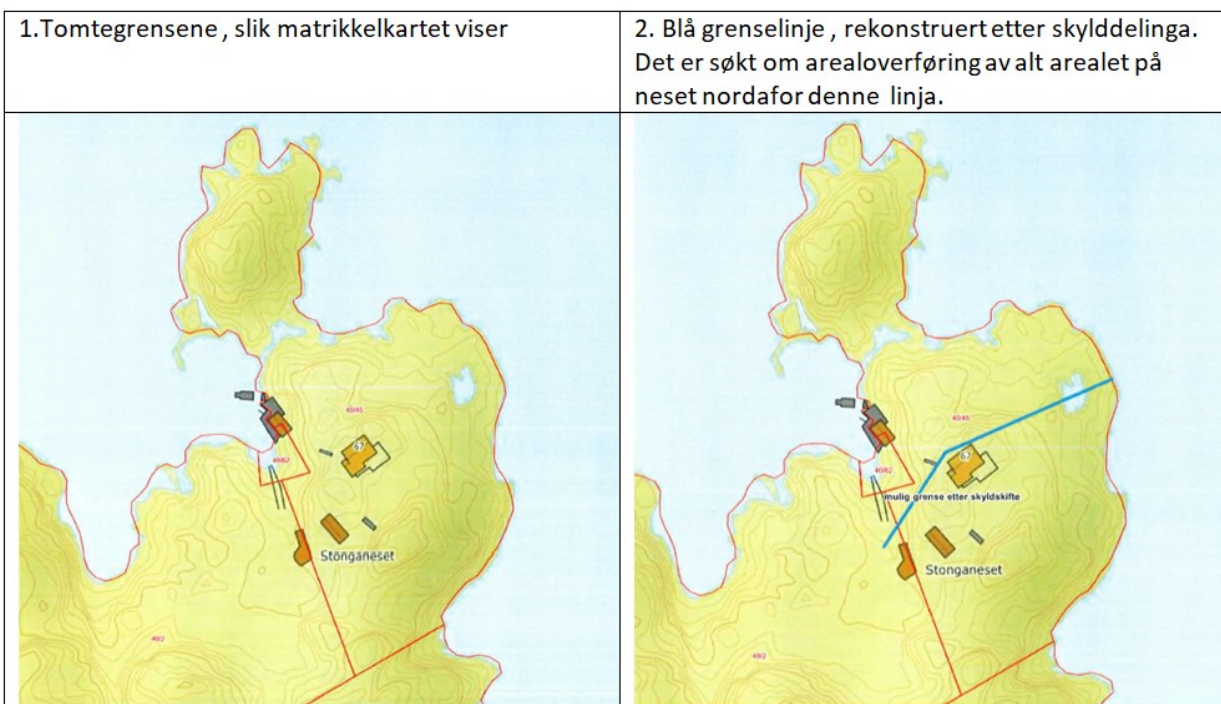 1.Tomtegrensene , slik matrikkelkartet viser
2. Blå grenselinje , rekonstruert etter skylddelinga.
Det er søkt om arealoverføring av alt arealet på
neset nordafor denne linja.
40/45
67
40/62
Stonganeset
40/2
40/45
67
40/62
mulig grense etter skyldskifte
Stonganeset
40/2